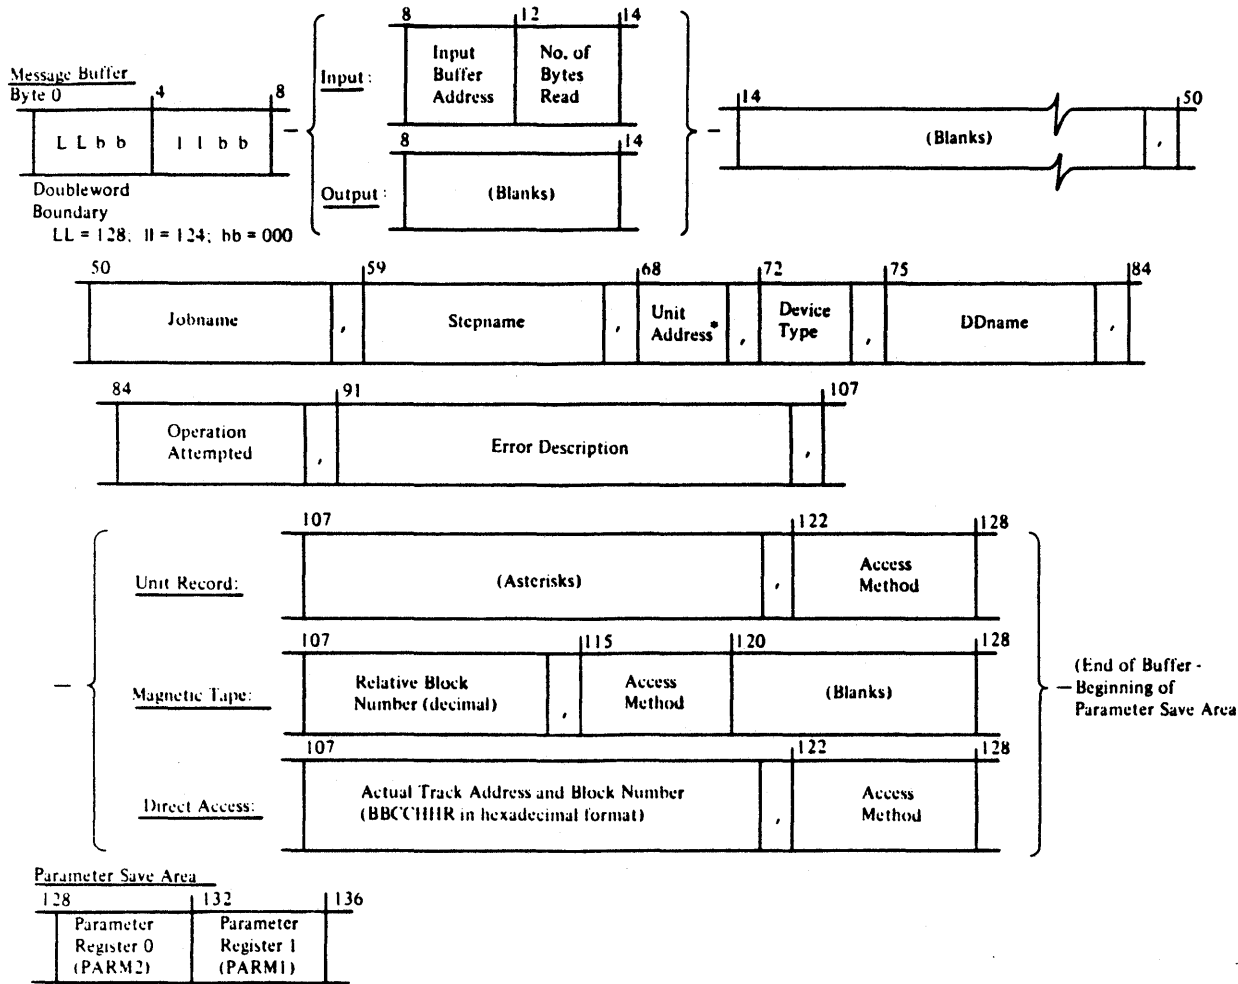 8 12 14
Input : Input Buffer Address No. of Bytes Read
Message Buffer
Byte 0 4 8
L L b b l l b b
14 50
(Blanks) ,
8 14
Output : (Blanks)
Doubleword
Boundary
LL = 128; ll = 124; bb = 000
50 59 68 72 75 84
Jobname , Stepname , Unit Address* , Device Type , DDname ,
84 91 107
Operation Attempted , Error Description ,
107 122 128
Unit Record: (Asterisks) , Access Method
107 115 120 128
Magnetic Tape: Relative Block Number (decimal) , Access Method (Blanks)
(End of Buffer -
Beginning of
Parameter Save Area
107 122 128
Direct Access: Actual Track Address and Block Number (BBCCHHR in hexadecimal format) , Access Method
Parameter Save Area
128 132 136
Parameter Register 0 (PARM2) Parameter Register 1 (PARM1)